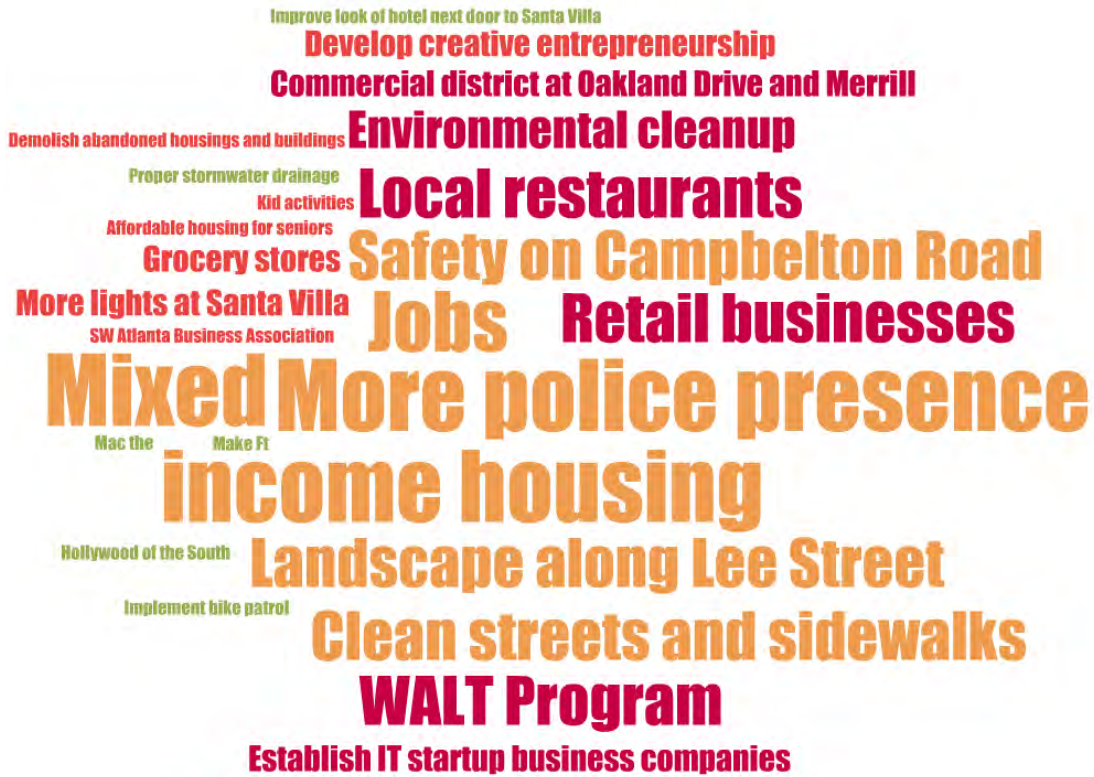 Improve look of hotel next door to Santa Villa
Develop creative entrepreneurship
Commercial district at Oakland Drive and Merrill
Demolish abandoned housings and buildings
Environmental cleanup
Proper stormwater drainage
Kid activities
Local restaurants
Affordable housing for seniors
Grocery stores
Safety on Campbelton Road
More lights at Santa Villa
Jobs
Retail businesses
SW Atlanta Business Association
Mixed
More police presence
Mac the
Make Ft
income housing
Hollywood of the South
Landscape along Lee Street
Implement bike patrol
Clean streets and sidewalks
WALT Program
Establish IT startup business companies